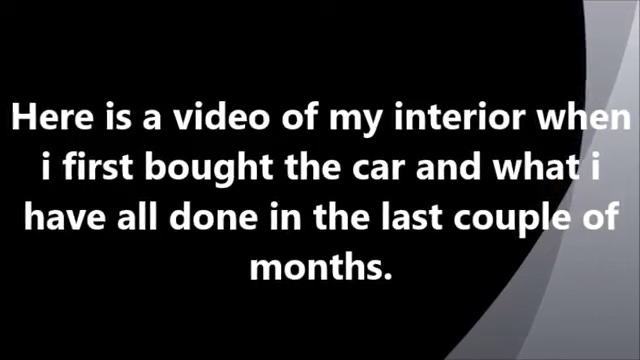 Here is a video of my interior when
i first bought the car and what i
have all done in the last couple of
months.